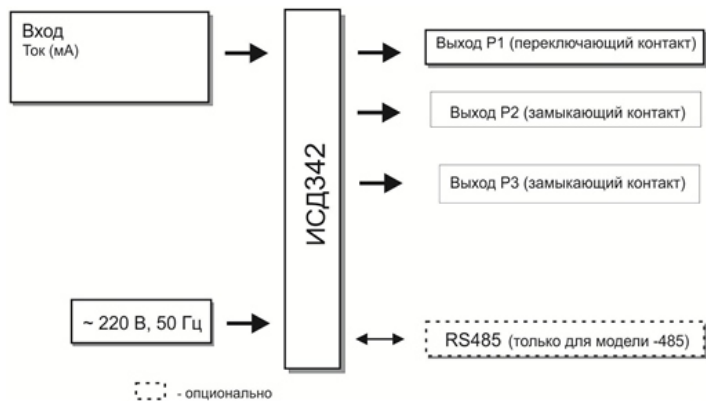 Вход
Ток (мА)
ИСД342
Выход Р1 (переключающий контакт)
Выход Р2 (замыкающий контакт)
Выход Р3 (замыкающий контакт)
~ 220 В, 50 Гц
RS485 (только для модели -485)
- опционально